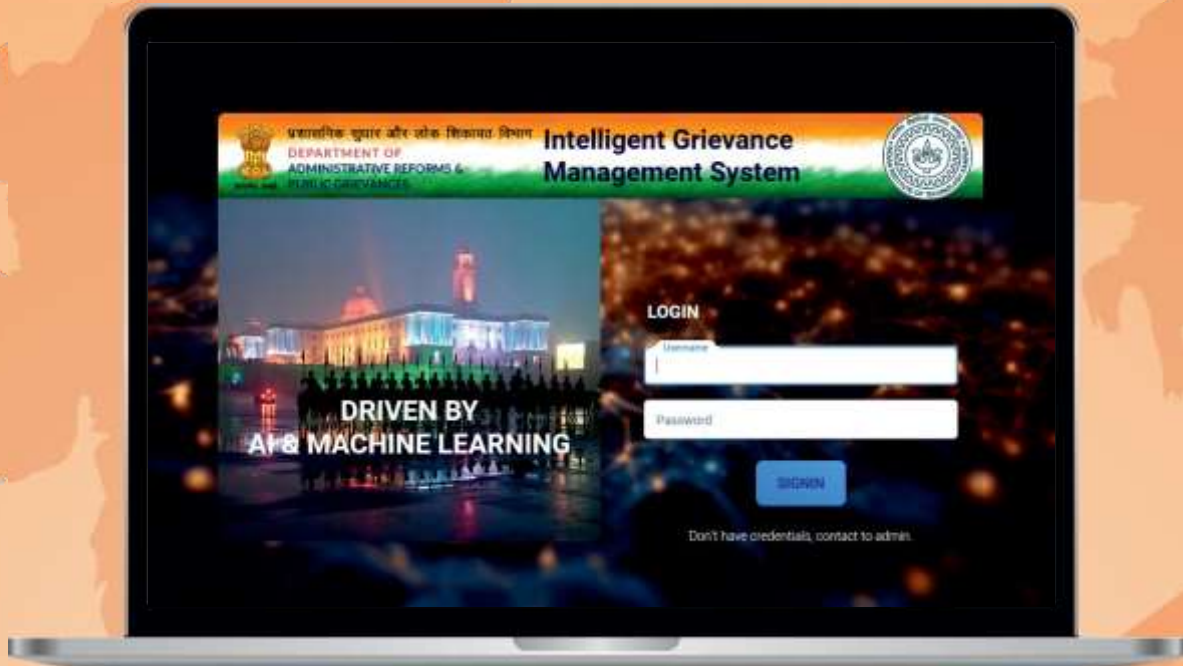 प्रशासनिक सुधार और लोक शिकायत विभाग
DEPARTMENT OF
ADMINISTRATIVE REFORMS &
PUBLIC GRIEVANCES
Intelligent Grievance
Management System
DRIVEN BY
AI & MACHINE LEARNING
LOGIN
Username
Password
SIGNIN
Don't have credentials, contact to admin.